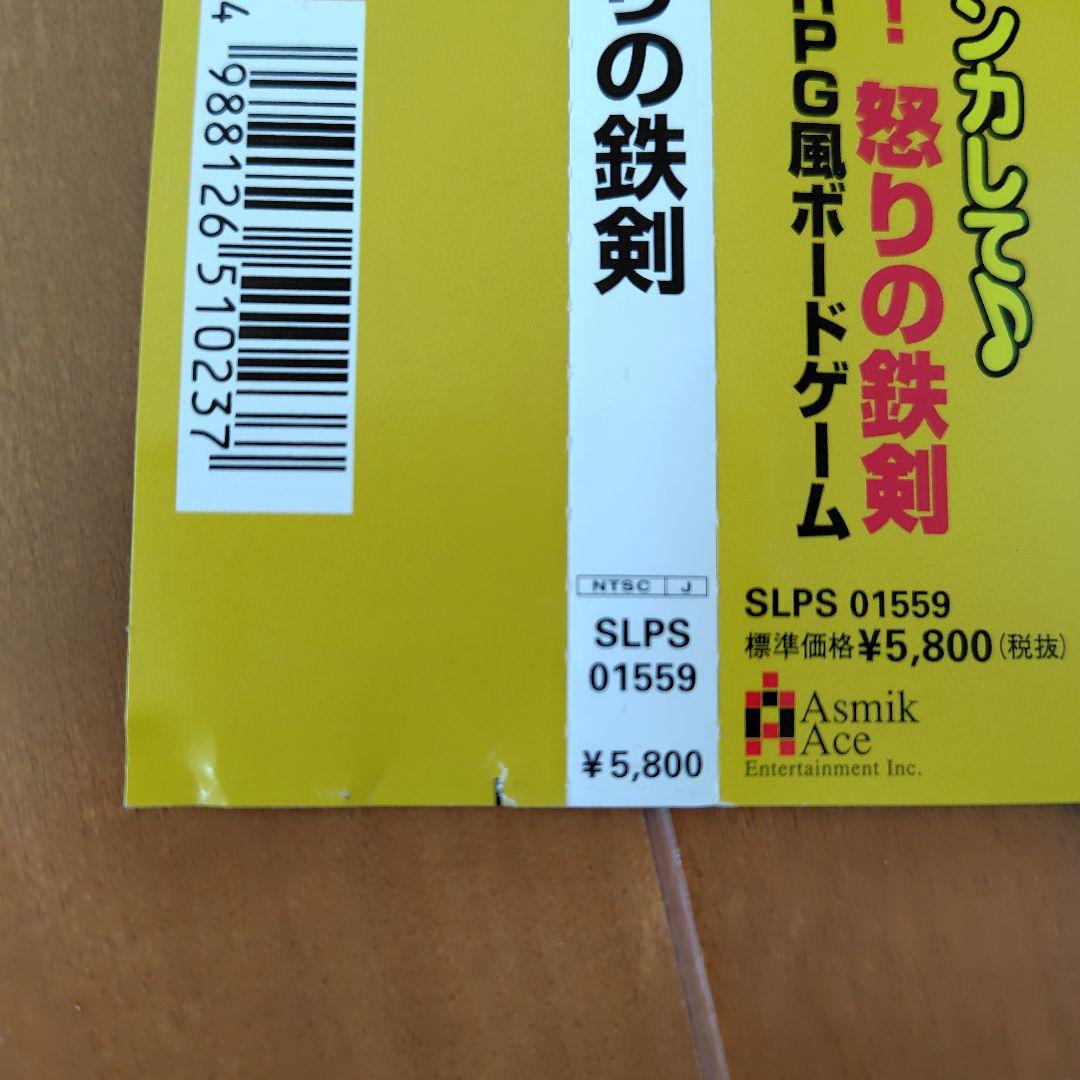 ンカして♪
! 怒りの鉄剣
RPG風ボードゲーム
SLPS 01559
標準価格¥5,800(税抜)
Asmik
Ace
Entertainment Inc.
りの鉄剣
NTSC J
SLPS
01559
¥5,800
4 988126 510237